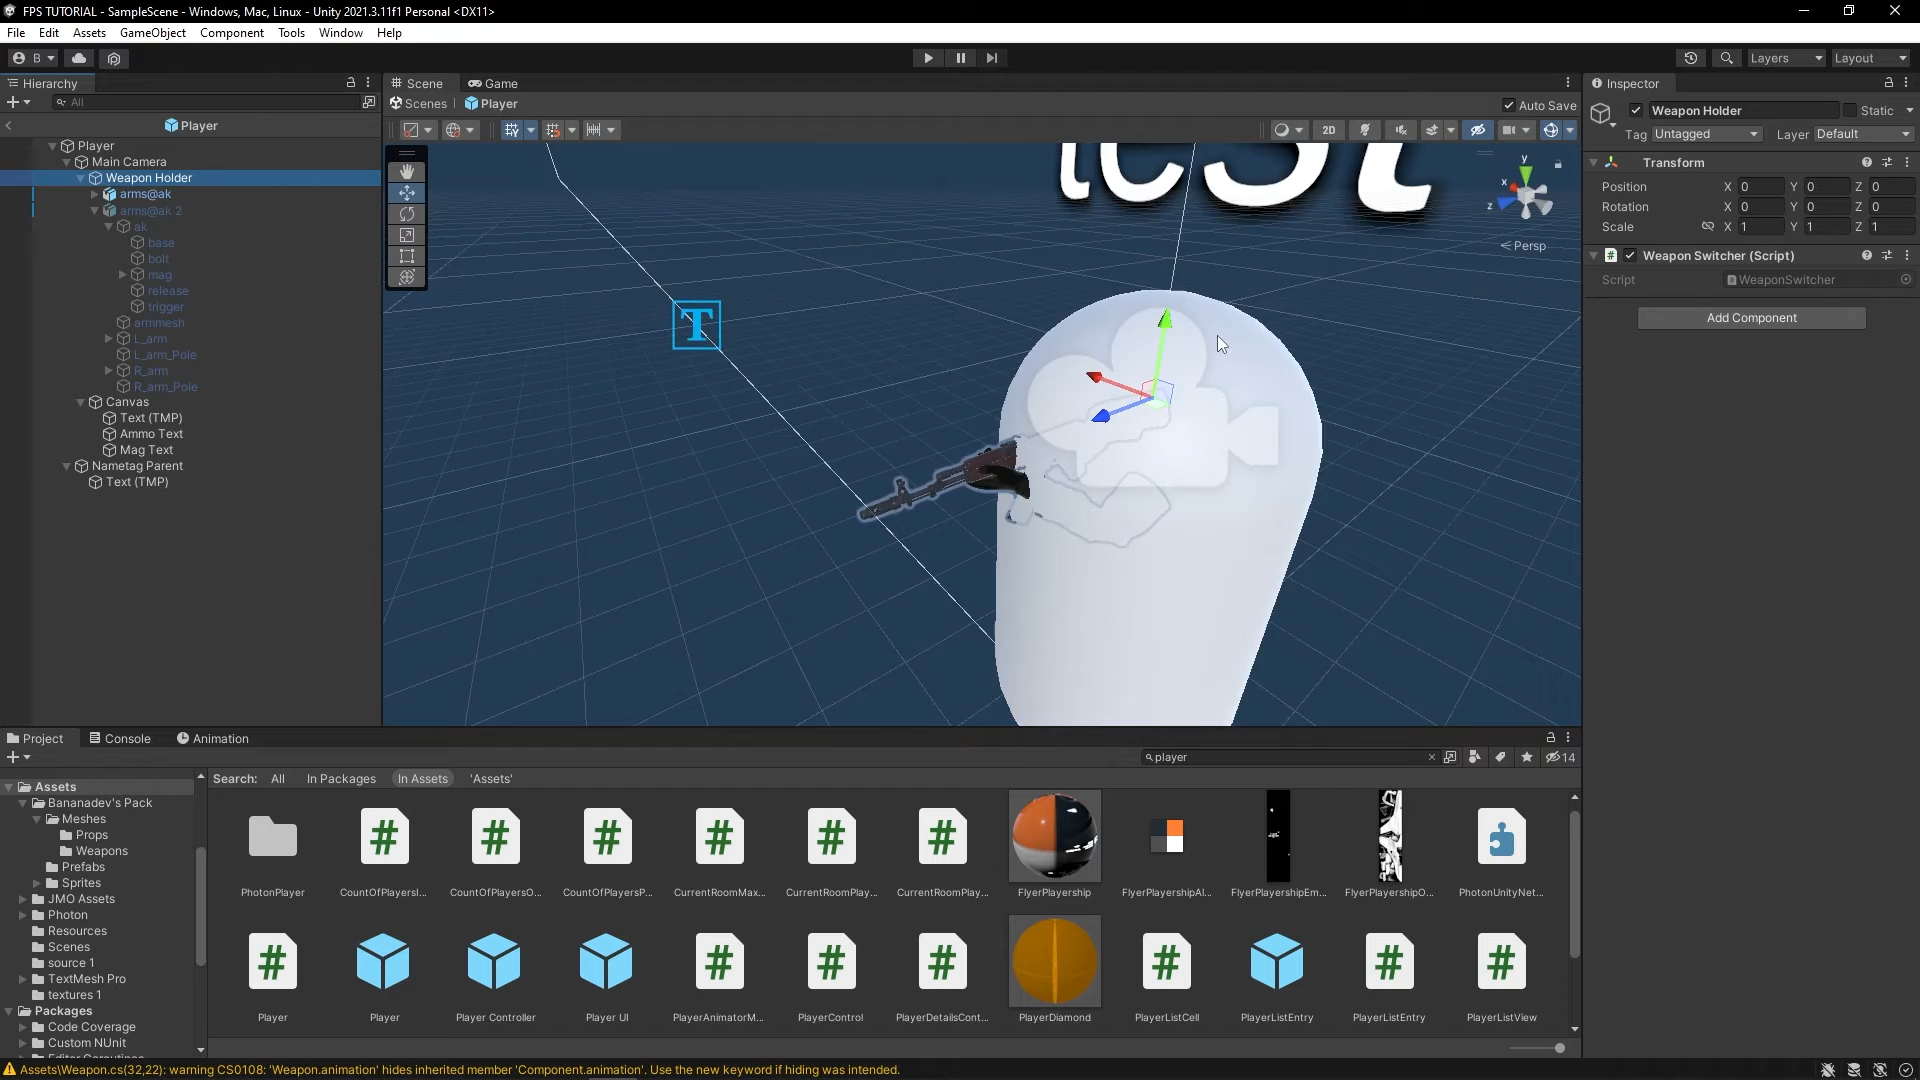 FPS TUTORIAL - SampleScene - Windows, Mac, Linux - Unity 2021.3.11f1 Personal <DX11>
File Edit Assets GameObject Component Tools Window Help
B Layers Layout
Hierarchy
All
Player
Player
Main Camera
Weapon Holder
arms@ak
arms@ak 2
ak
base
bolt
mag
release
trigger
armmesh
L_arm
L_arm_Pole
R_arm
R_arm_Pole
Canvas
Text (TMP)
Ammo Text
Mag Text
Nametag Parent
Text (TMP)
Scene Game
Scenes Player Auto Save
2D
test
T
y
x
z
Persp
Inspector
Weapon Holder Static
Tag Untagged Layer Default
Transform
Position X 0 Y 0 Z 0
Rotation X 0 Y 0 Z 0
Scale X 1 Y 1 Z 1
# Weapon Switcher (Script)
Script WeaponSwitcher
Add Component
Project Console Animation
player 14
Search: All In Packages In Assets 'Assets'
Assets
Bananadev's Pack
Meshes
Props
Weapons
Prefabs
Sprites
JMO Assets
Photon
Resources
Scenes
source 1
TextMesh Pro
textures 1
Packages
Code Coverage
Custom NUnit
PhotonPlayer CountOfPlayersI... CountOfPlayersO... CountOfPlayersP... CurrentRoomMax... CurrentRoomPlay... CurrentRoomPlay... FlyerPlayership FlyerPlayershipAl... FlyerPlayershipEm... FlyerPlayershipO... PhotonUnityNet...
Player Player Player Controller Player UI PlayerAnimatorM... PlayerControl PlayerDetailsCont... PlayerDiamond PlayerListCell PlayerListEntry PlayerListEntry PlayerListView
Assets\Weapon.cs(32,22): warning CS0108: 'Weapon.animation' hides inherited member 'Component.animation'. Use the new keyword if hiding was intended.